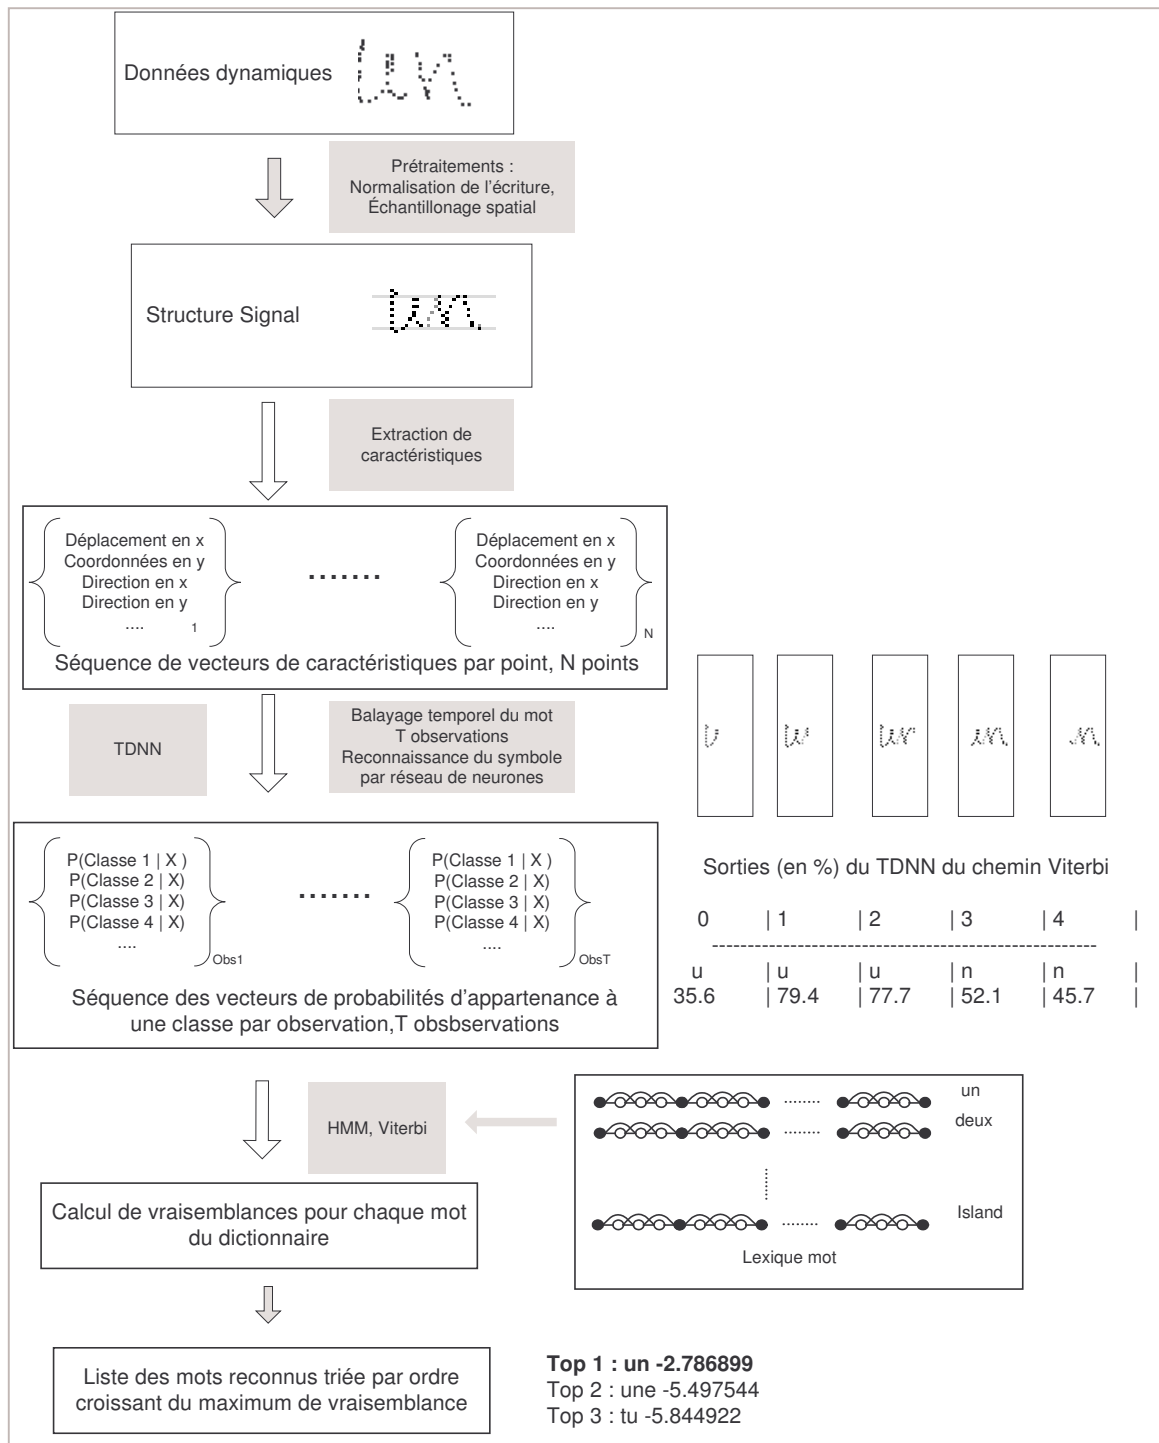 Données dynamiques
un
Prétraitements :
Normalisation de l'écriture,
Échantillonage spatial
Structure Signal
un
Extraction de
caractéristiques
Déplacement en x
Coordonnées en y
Direction en x
Direction en y
....
1
.......
Déplacement en x
Coordonnées en y
Direction en x
Direction en y
....
N
Séquence de vecteurs de caractéristiques par point, N points
TDNN
Balayage temporel du mot
T observations
Reconnaissance du symbole
par réseau de neurones
P(Classe 1 | X )
P(Classe 2 | X)
P(Classe 3 | X)
P(Classe 4 | X)
....
Obs1
.......
P(Classe 1 | X )
P(Classe 2 | X)
P(Classe 3 | X)
P(Classe 4 | X)
....
ObsT
Séquence des vecteurs de probabilités d'appartenance à
une classe par observation,T obsbservations
Sorties (en %) du TDNN du chemin Viterbi
0 | 1 | 2 | 3 | 4 |
u | u | u | n | n |
35.6 | 79.4 | 77.7 | 52.1 | 45.7 |
HMM, Viterbi
un
deux
Island
Lexique mot
Calcul de vraisemblances pour chaque mot
du dictionnaire
Liste des mots reconnus triée par ordre
croissant du maximum de vraisemblance
Top 1 : un -2.786899
Top 2 : une -5.497544
Top 3 : tu -5.844922